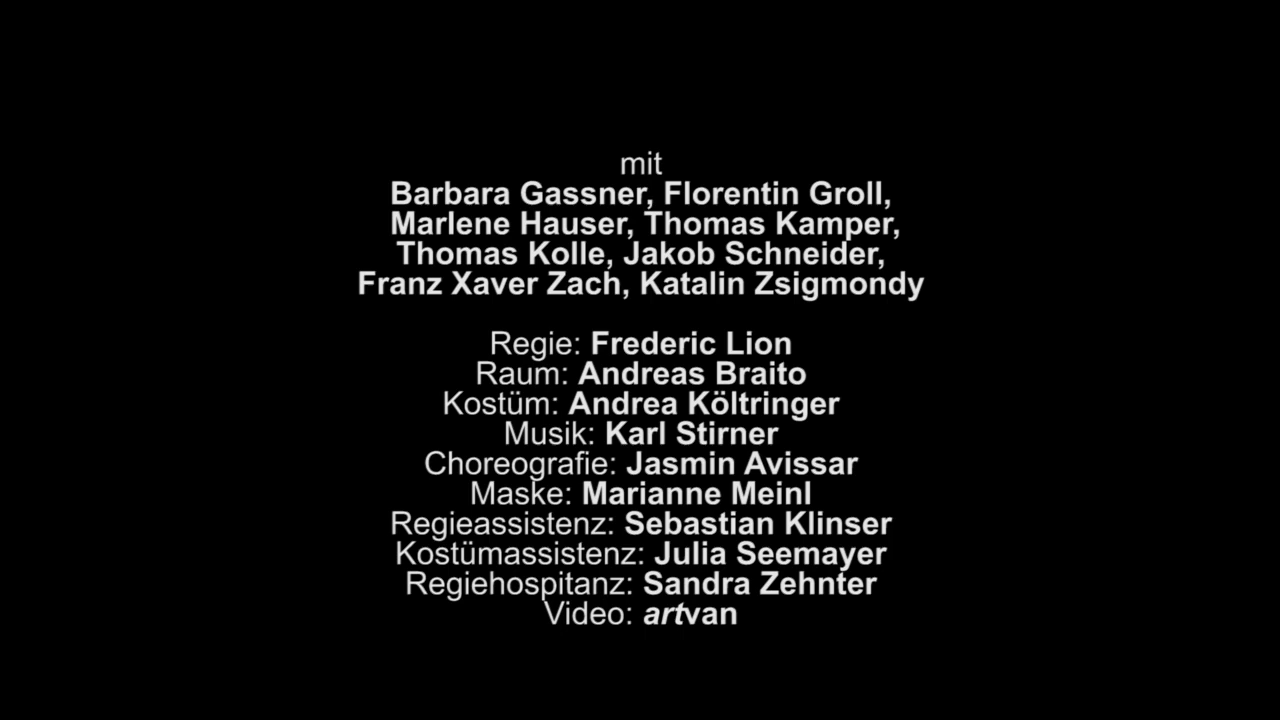 mit
Barbara Gassner, Florentin Groll,
Marlene Hauser, Thomas Kamper,
Thomas Kolle, Jakob Schneider,
Franz Xaver Zach, Katalin Zsigmondy
Regie: Frederic Lion
Raum: Andreas Braito
Kostüm: Andrea Költringer
Musik: Karl Stirner
Choreografie: Jasmin Avissar
Maske: Marianne Meinl
Regieassistenz: Sebastian Klinser
Kostümassistenz: Julia Seemayer
Regiehospitanz: Sandra Zehnter
Video: artvan